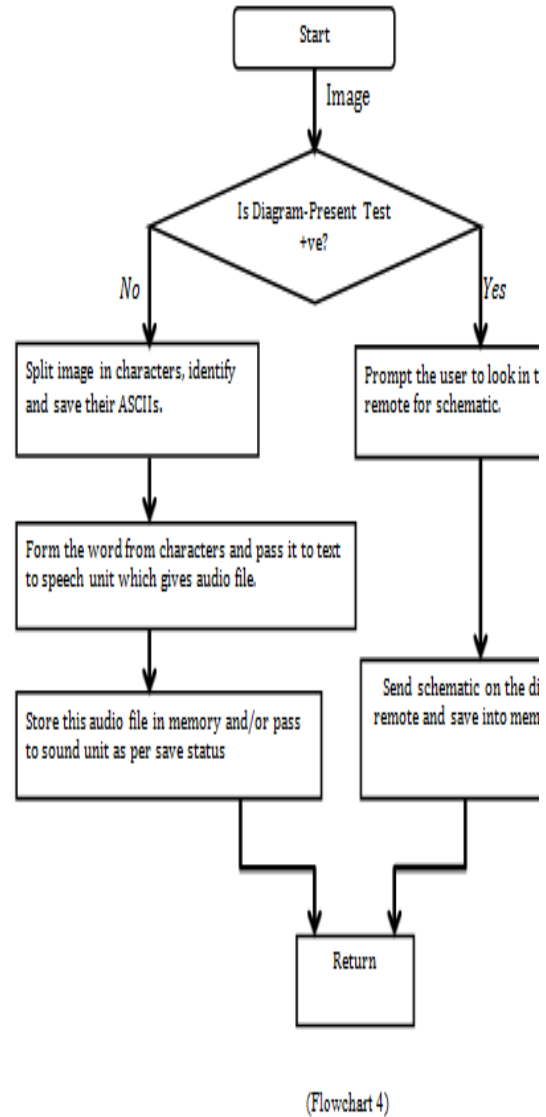 Start
Image
Is Diagram-Present Test
+ve?
No
Yes
Split image in characters, identify
and save their ASCIIs.
Prompt the user to look in
remote for schematic.
Form the word from characters and pass it to text
to speech unit which gives audio file.
Store this audio file in memory and/or pass
to sound unit as per save status
Send schematic on the
remote and save into
Return
(Flowchart 4)